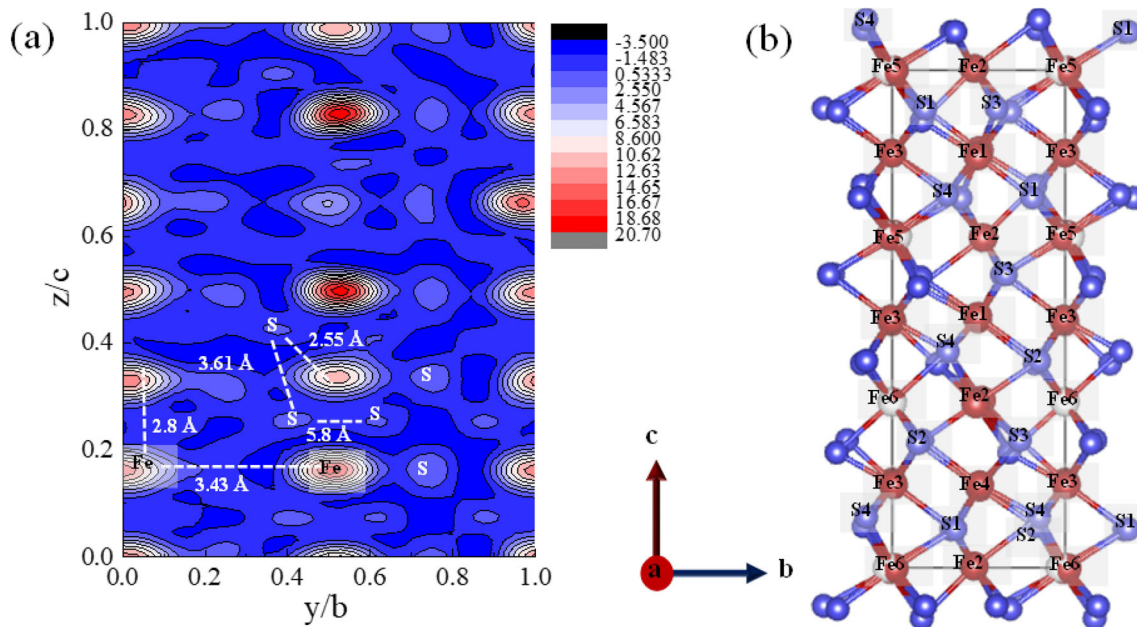 (a)
1.0
0.8
0.6
0.4
0.2
0.0
z/c
0.0 0.2 0.4 0.6 0.8 1.0
y/b
S
2.55 Å
3.61 Å
S
2.8 Å
S S
5.8 Å
Fe Fe S
3.43 Å
-3.500
-1.483
0.5333
2.550
4.567
6.583
8.600
10.62
12.63
14.65
16.67
18.68
20.70
(b)
S4 S1
Fe5 Fe2 Fe5
S1 S3
Fe3 Fe1 Fe3
S4 S1
Fe5 Fe2 Fe5
S3
Fe3 Fe1 Fe3
S4 S2
Fe6 Fe2 Fe6
S2 S3
Fe3 Fe4 Fe3
S4 S1 S4 S1
S2
Fe6 Fe2 Fe6
c
a b